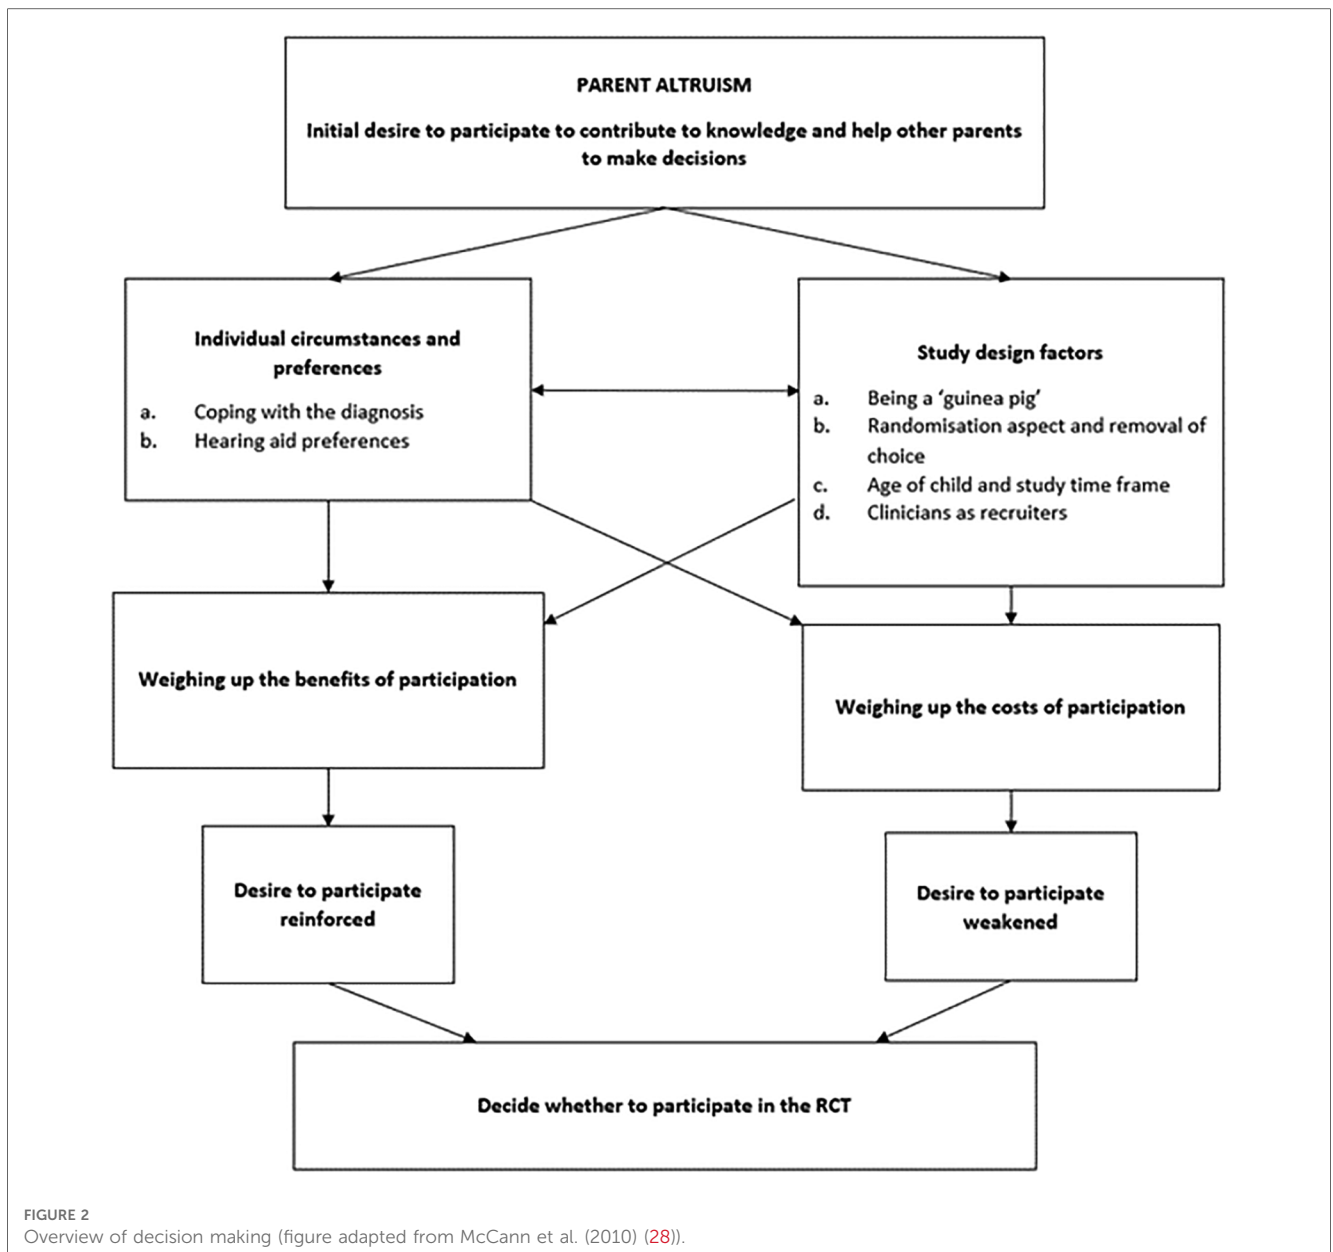 PARENT ALTRUISM
Initial desire to participate to contribute to knowledge and help other parents
to make decisions
Individual circumstances and
preferences
a. Coping with the diagnosis
b. Hearing aid preferences
Study design factors
a. Being a ‘guinea pig’
b. Randomisation aspect and removal of
choice
c. Age of child and study time frame
d. Clinicians as recruiters
Weighing up the benefits of participation
Weighing up the costs of participation
Desire to participate
reinforced
Desire to participate
weakened
Decide whether to participate in the RCT
FIGURE 2
Overview of decision making (figure adapted from McCann et al. (2010) (28)).